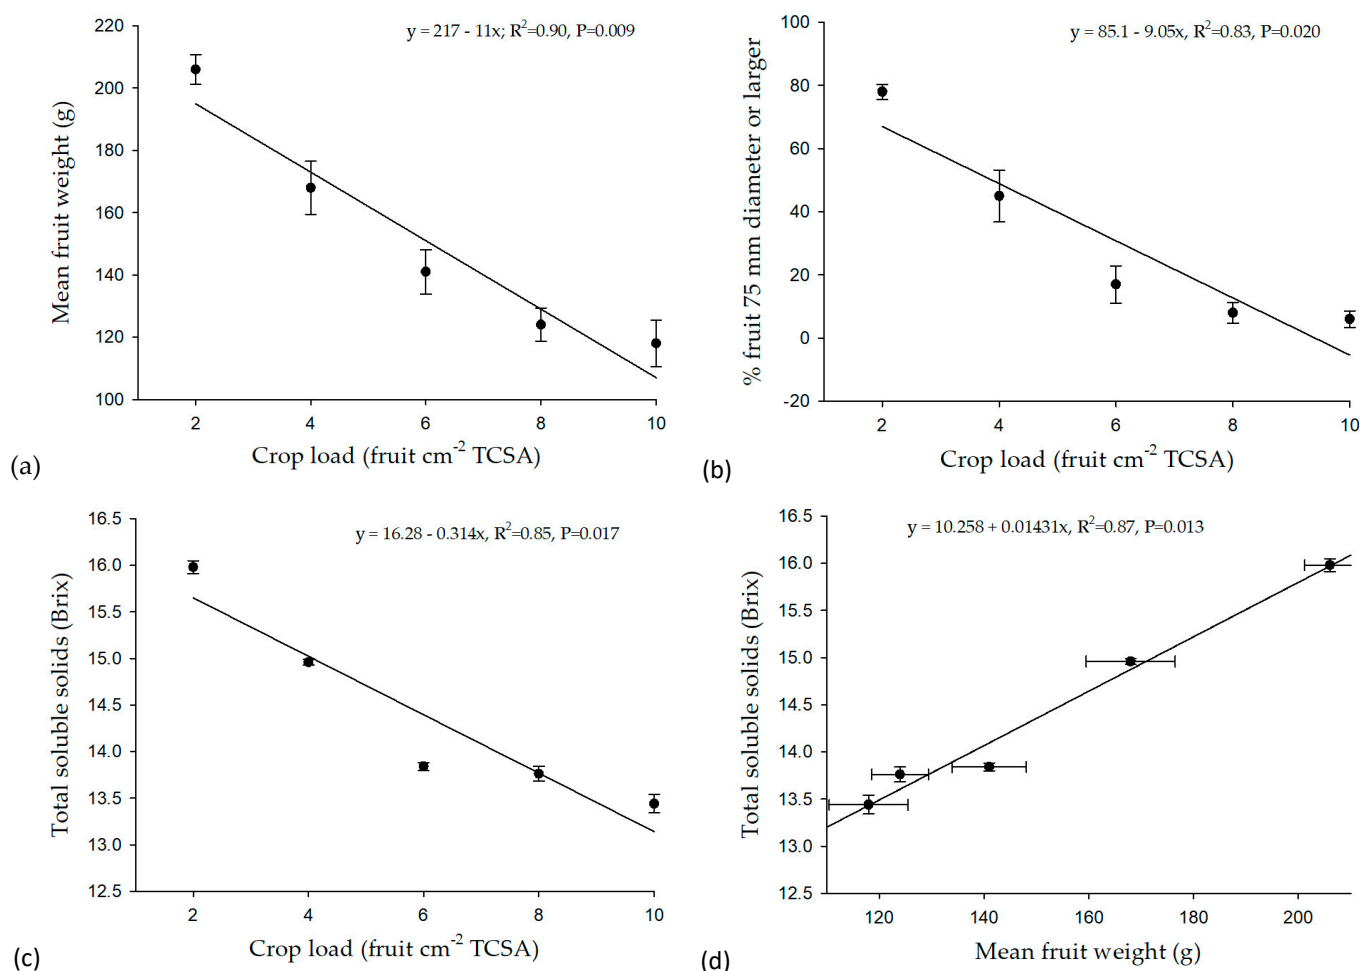 y = 217 - 11x; R²=0.90, P=0.009
220
200
180
160
140
120
100
Mean fruit weight (g)
2 4 6 8 10
Crop load (fruit cm⁻² TCSA)
(a)
y = 85.1 - 9.05x, R²=0.83, P=0.020
100
80
60
40
20
0
-20
% fruit 75 mm diameter or larger
2 4 6 8 10
Crop load (fruit cm⁻² TCSA)
(b)
y = 16.28 - 0.314x, R²=0.85, P=0.017
16.5
16.0
15.5
15.0
14.5
14.0
13.5
13.0
12.5
Total soluble solids (Brix)
2 4 6 8 10
Crop load (fruit cm⁻² TCSA)
(c)
y = 10.258 + 0.01431x, R²=0.87, P=0.013
16.5
16.0
15.5
15.0
14.5
14.0
13.5
13.0
12.5
Total soluble solids (Brix)
120 140 160 180 200
Mean fruit weight (g)
(d)